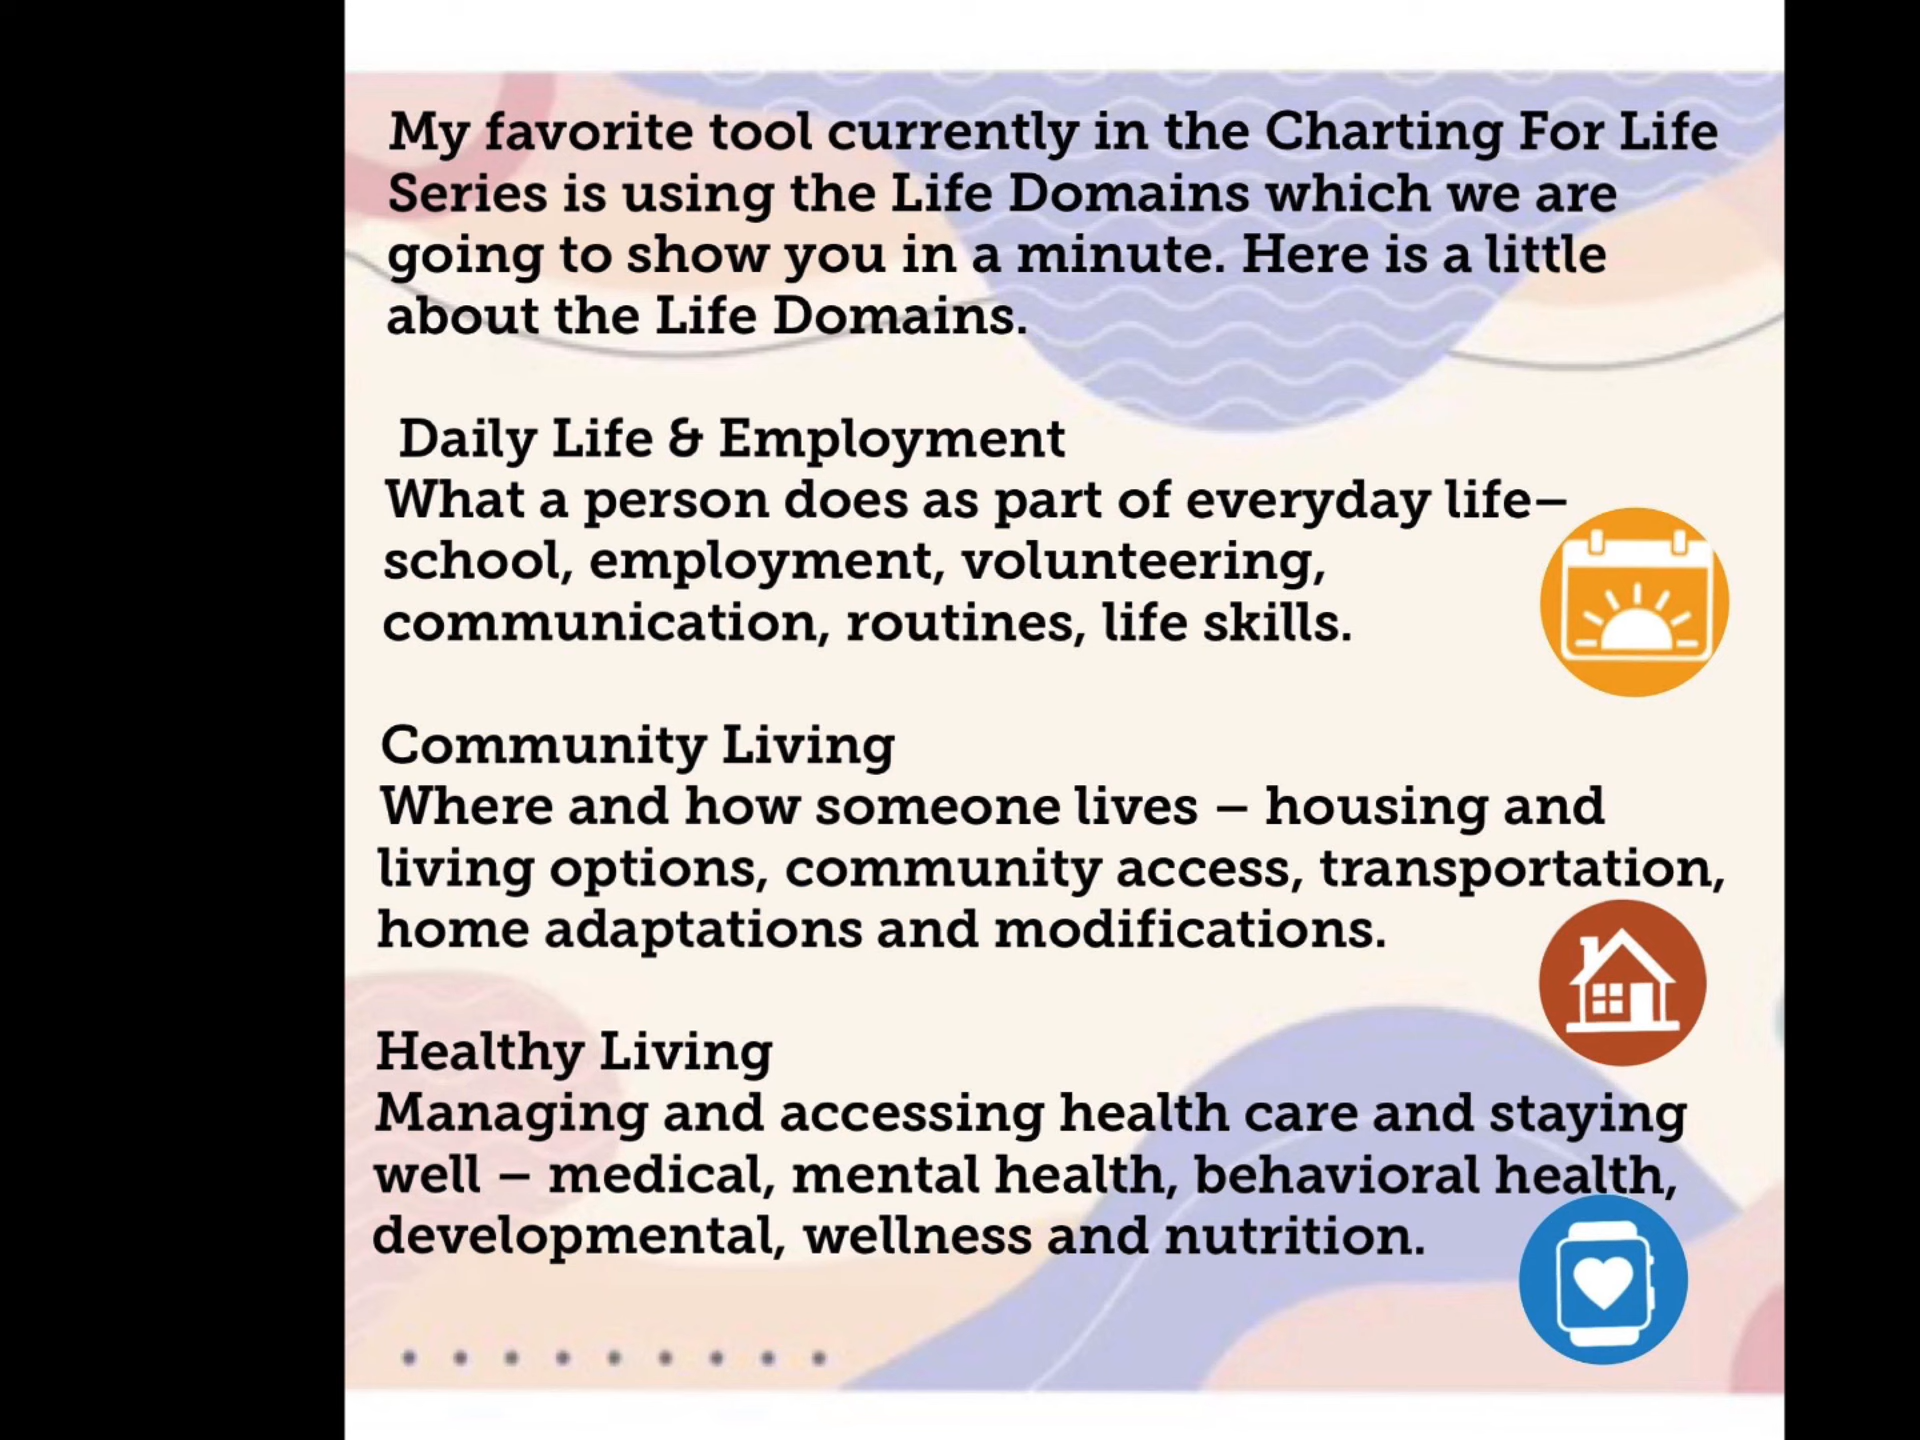 My favorite tool currently in the Charting For Life
Series is using the Life Domains which we are
going to show you in a minute. Here is a little
about the Life Domains.
Daily Life & Employment
What a person does as part of everyday life–
school, employment, volunteering,
communication, routines, life skills.
Community Living
Where and how someone lives – housing and
living options, community access, transportation,
home adaptations and modifications.
Healthy Living
Managing and accessing health care and staying
well – medical, mental health, behavioral health,
developmental, wellness and nutrition.